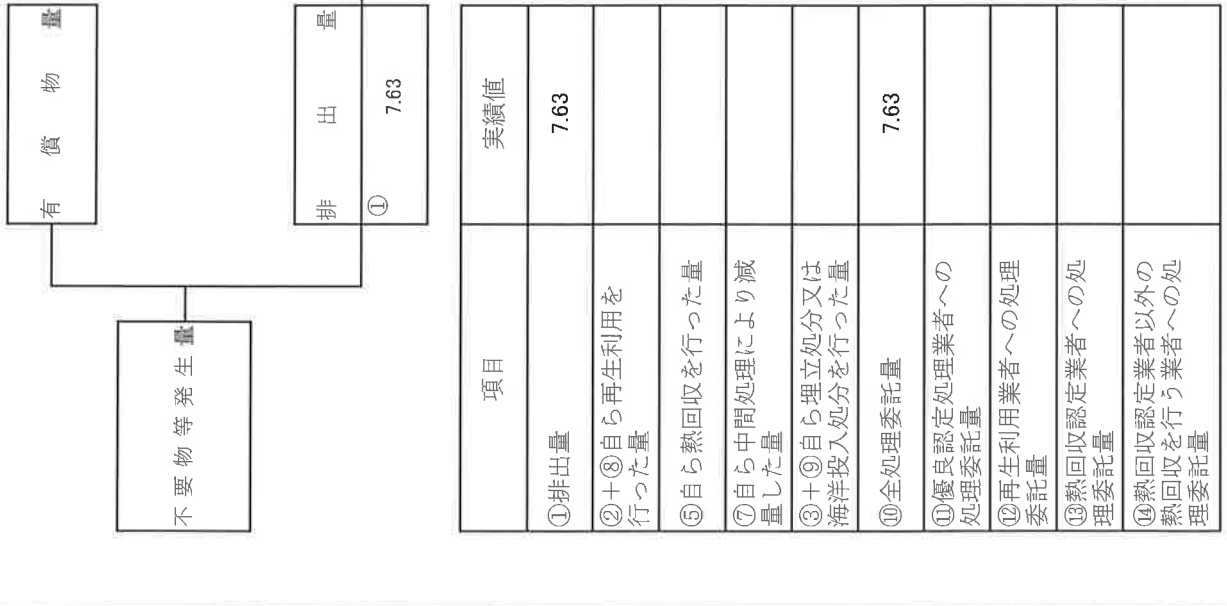 有償物量
不要物等発生量
排出量
①
7.63
項目
実績値
①排出量
7.63
②＋⑧自ら再生利用を
行った量
⑤自ら熱回収を行った量
⑦自ら中間処理により減
量した量
③＋⑨自ら埋立処分又は
海洋投入処分を行った量
⑩全処理委託量
7.63
⑪優良認定処理業者への
処理委託量
⑫再生利用業者への処理
委託量
⑬熱回収認定業者への処
理委託量
⑭熱回収認定業者以外の
熱回収を行う業者への処
理委託量